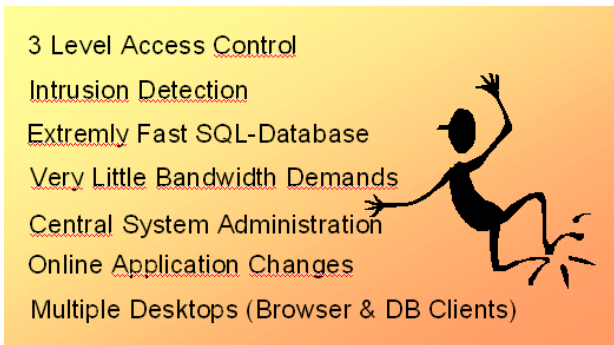 3 Level Access Control
Intrusion Detection
Extremly Fast SQL-Database
Very Little Bandwidth Demands
Central System Administration
Online Application Changes
Multiple Desktops (Browser & DB Clients)